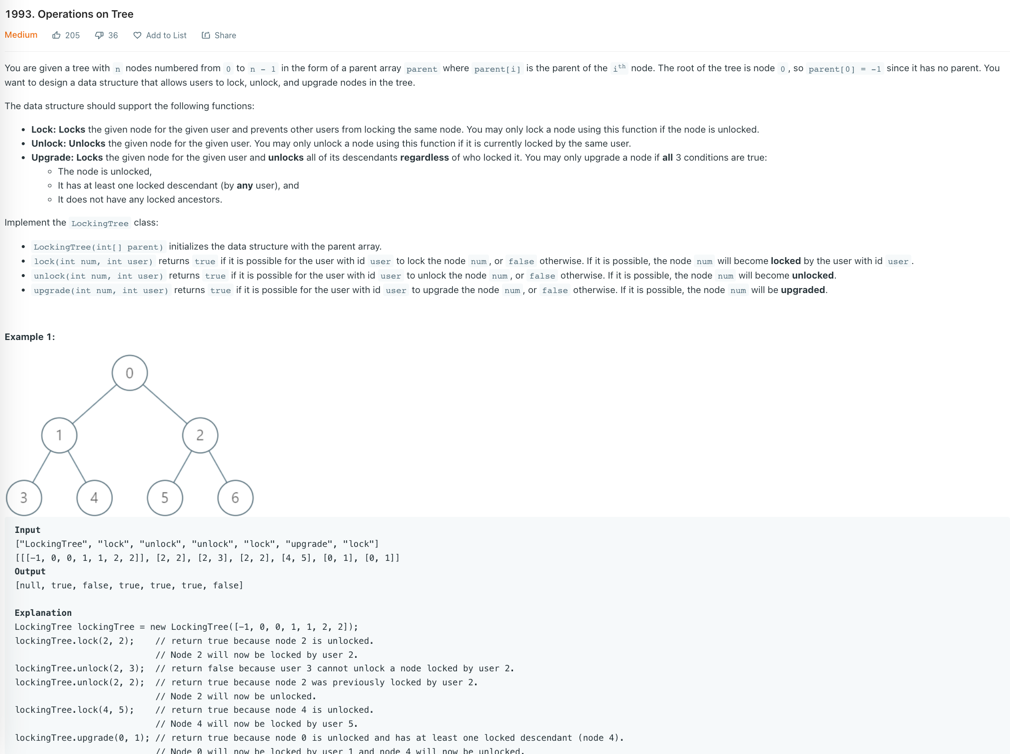 1993. Operations on Tree
Medium 205 36 Add to List Share
You are given a tree with n nodes numbered from 0 to n - 1 in the form of a parent array parent where parent[i] is the parent of the iᵗʰ node. The root of the tree is node 0, so parent[0] = -1 since it has no parent. You
want to design a data structure that allows users to lock, unlock, and upgrade nodes in the tree.
The data structure should support the following functions:
• Lock: Locks the given node for the given user and prevents other users from locking the same node. You may only lock a node using this function if the node is unlocked.
• Unlock: Unlocks the given node for the given user. You may only unlock a node using this function if it is currently locked by the same user.
• Upgrade: Locks the given node for the given user and unlocks all of its descendants regardless of who locked it. You may only upgrade a node if all 3 conditions are true:
◦ The node is unlocked,
◦ It has at least one locked descendant (by any user), and
◦ It does not have any locked ancestors.
Implement the LockingTree class:
• LockingTree(int[] parent) initializes the data structure with the parent array.
• lock(int num, int user) returns true if it is possible for the user with id user to lock the node num, or false otherwise. If it is possible, the node num will become locked by the user with id user.
• unlock(int num, int user) returns true if it is possible for the user with id user to unlock the node num, or false otherwise. If it is possible, the node num will become unlocked.
• upgrade(int num, int user) returns true if it is possible for the user with id user to upgrade the node num, or false otherwise. If it is possible, the node num will be upgraded.
Example 1:
0
1 2
3 4 5 6
Input
["LockingTree", "lock", "unlock", "unlock", "lock", "upgrade", "lock"]
[[[-1, 0, 0, 1, 1, 2, 2]], [2, 2], [2, 3], [2, 2], [4, 5], [0, 1], [0, 1]]
Output
[null, true, false, true, true, true, false]
Explanation
LockingTree lockingTree = new LockingTree([-1, 0, 0, 1, 1, 2, 2]);
lockingTree.lock(2, 2); // return true because node 2 is unlocked.
// Node 2 will now be locked by user 2.
lockingTree.unlock(2, 3); // return false because user 3 cannot unlock a node locked by user 2.
lockingTree.unlock(2, 2); // return true because node 2 was previously locked by user 2.
// Node 2 will now be unlocked.
lockingTree.lock(4, 5); // return true because node 4 is unlocked.
// Node 4 will now be locked by user 5.
lockingTree.upgrade(0, 1); // return true because node 0 is unlocked and has at least one locked descendant (node 4).
// Node 0 will now be locked by user 1 and node 4 will now be unlocked.